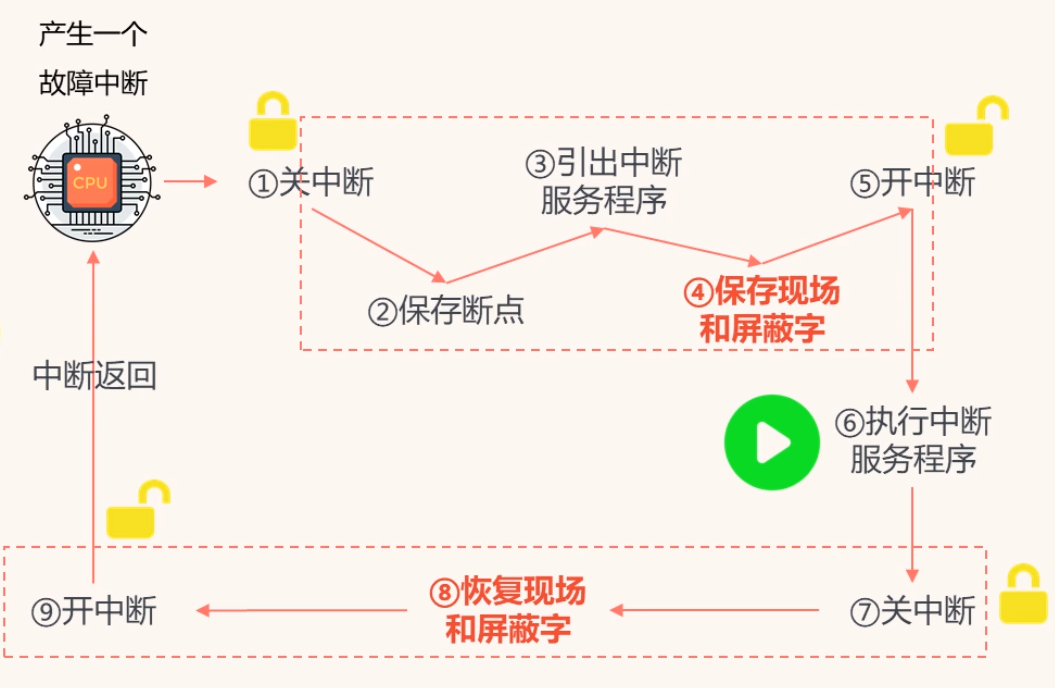 产生一个
故障中断
CPU
①关中断
②保存断点
③引出中断
服务程序
④保存现场
和屏蔽字
⑤开中断
⑥执行中断
服务程序
⑦关中断
⑧恢复现场
和屏蔽字
⑨开中断
中断返回